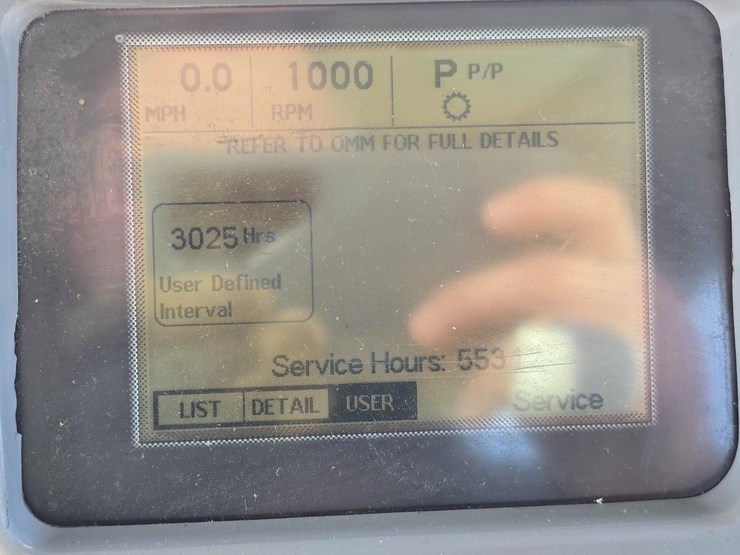 0.0 1000 P P/P
MPH RPM
REFER TO OMM FOR FULL DETAILS
3025 Hrs
User Defined
Interval
Service Hours: 553
LIST DETAIL USER Service